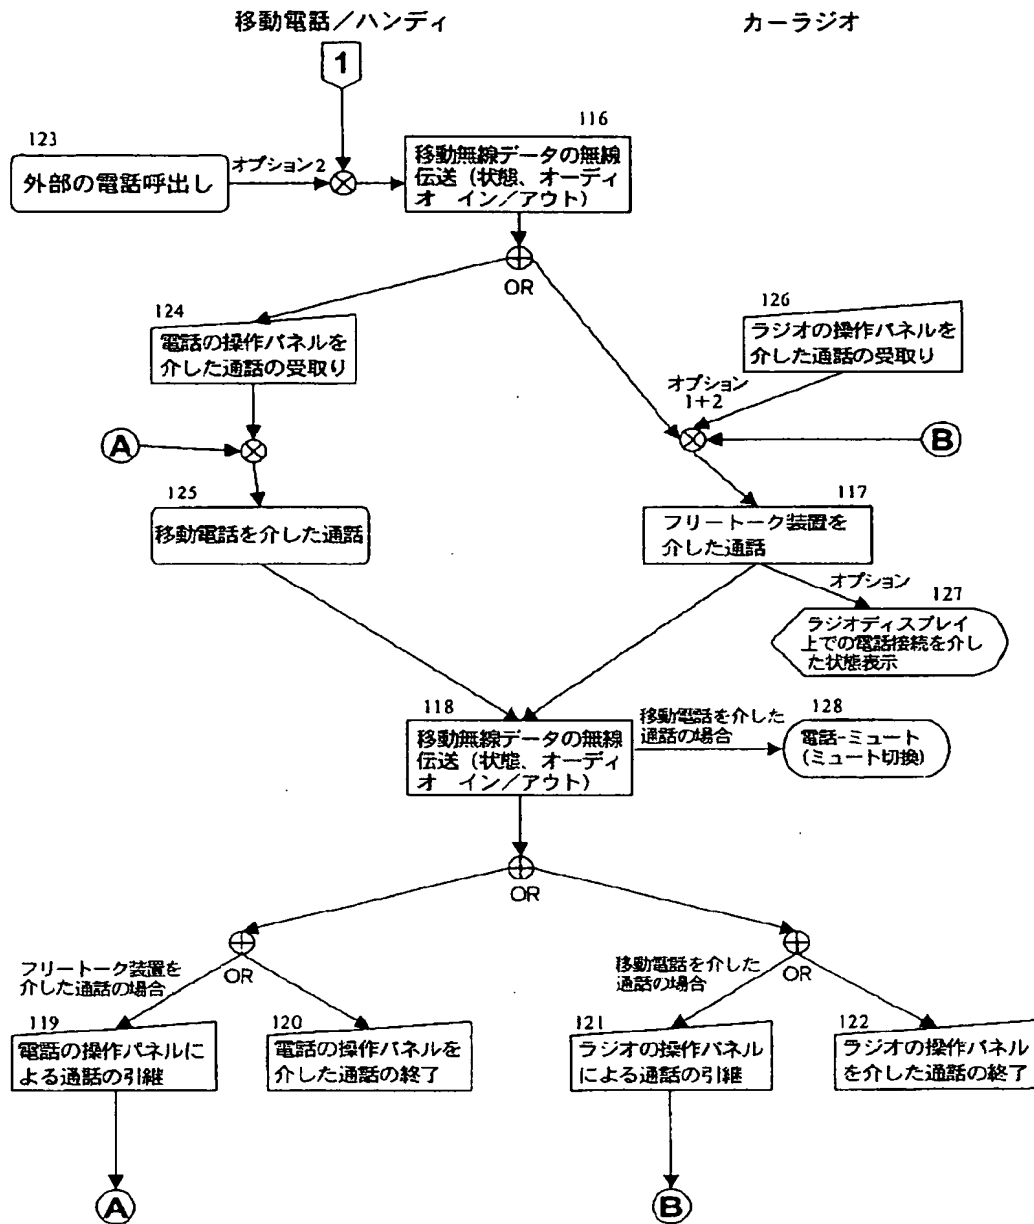 移動電話／ハンディ
カーラジオ
1
116
123
移動無線データの無線
伝送（状態、オーディ
オ　イン／アウト）
外部の電話呼出し
オプション2
OR
124
電話の操作パネルを
介した通話の受取り
126
ラジオの操作パネルを
介した通話の受取り
オプション
1+2
A
B
125
移動電話を介した通話
117
フリートーク装置を
介した通話
オプション
127
ラジオディスプレイ
上での電話接続を介し
た状態表示
118
移動無線データの無線
伝送（状態、オーディ
オ　イン／アウト）
移動電話を介した
通話の場合
128
電話-ミュート
(ミュート切換)
OR
フリートーク装置を
介した通話の場合
OR
移動電話を介した
通話の場合
OR
119
電話の操作パネルに
よる通話の引継
120
電話の操作パネルを
介した通話の終了
121
ラジオの操作パネル
による通話の引継
122
ラジオの操作パネル
を介した通話の終了
A
B